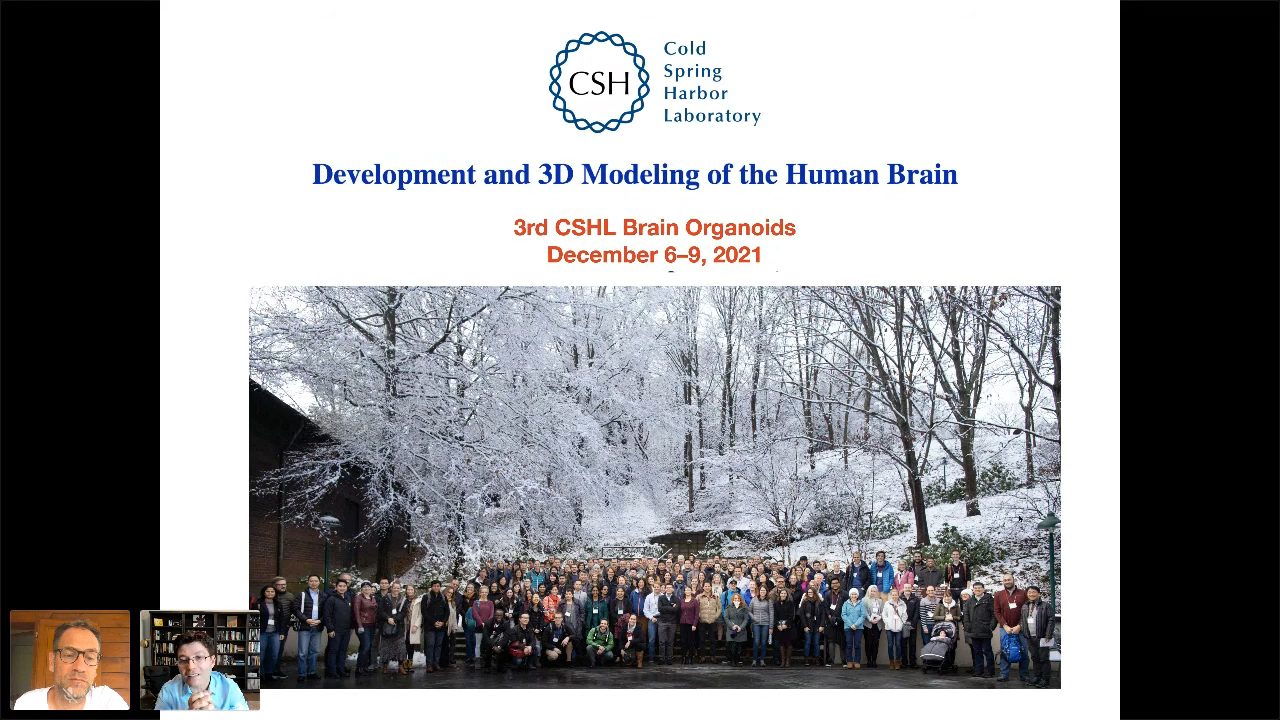 CSH
Cold
Spring
Harbor
Laboratory
Development and 3D Modeling of the Human Brain
3rd CSHL Brain Organoids
December 6–9, 2021